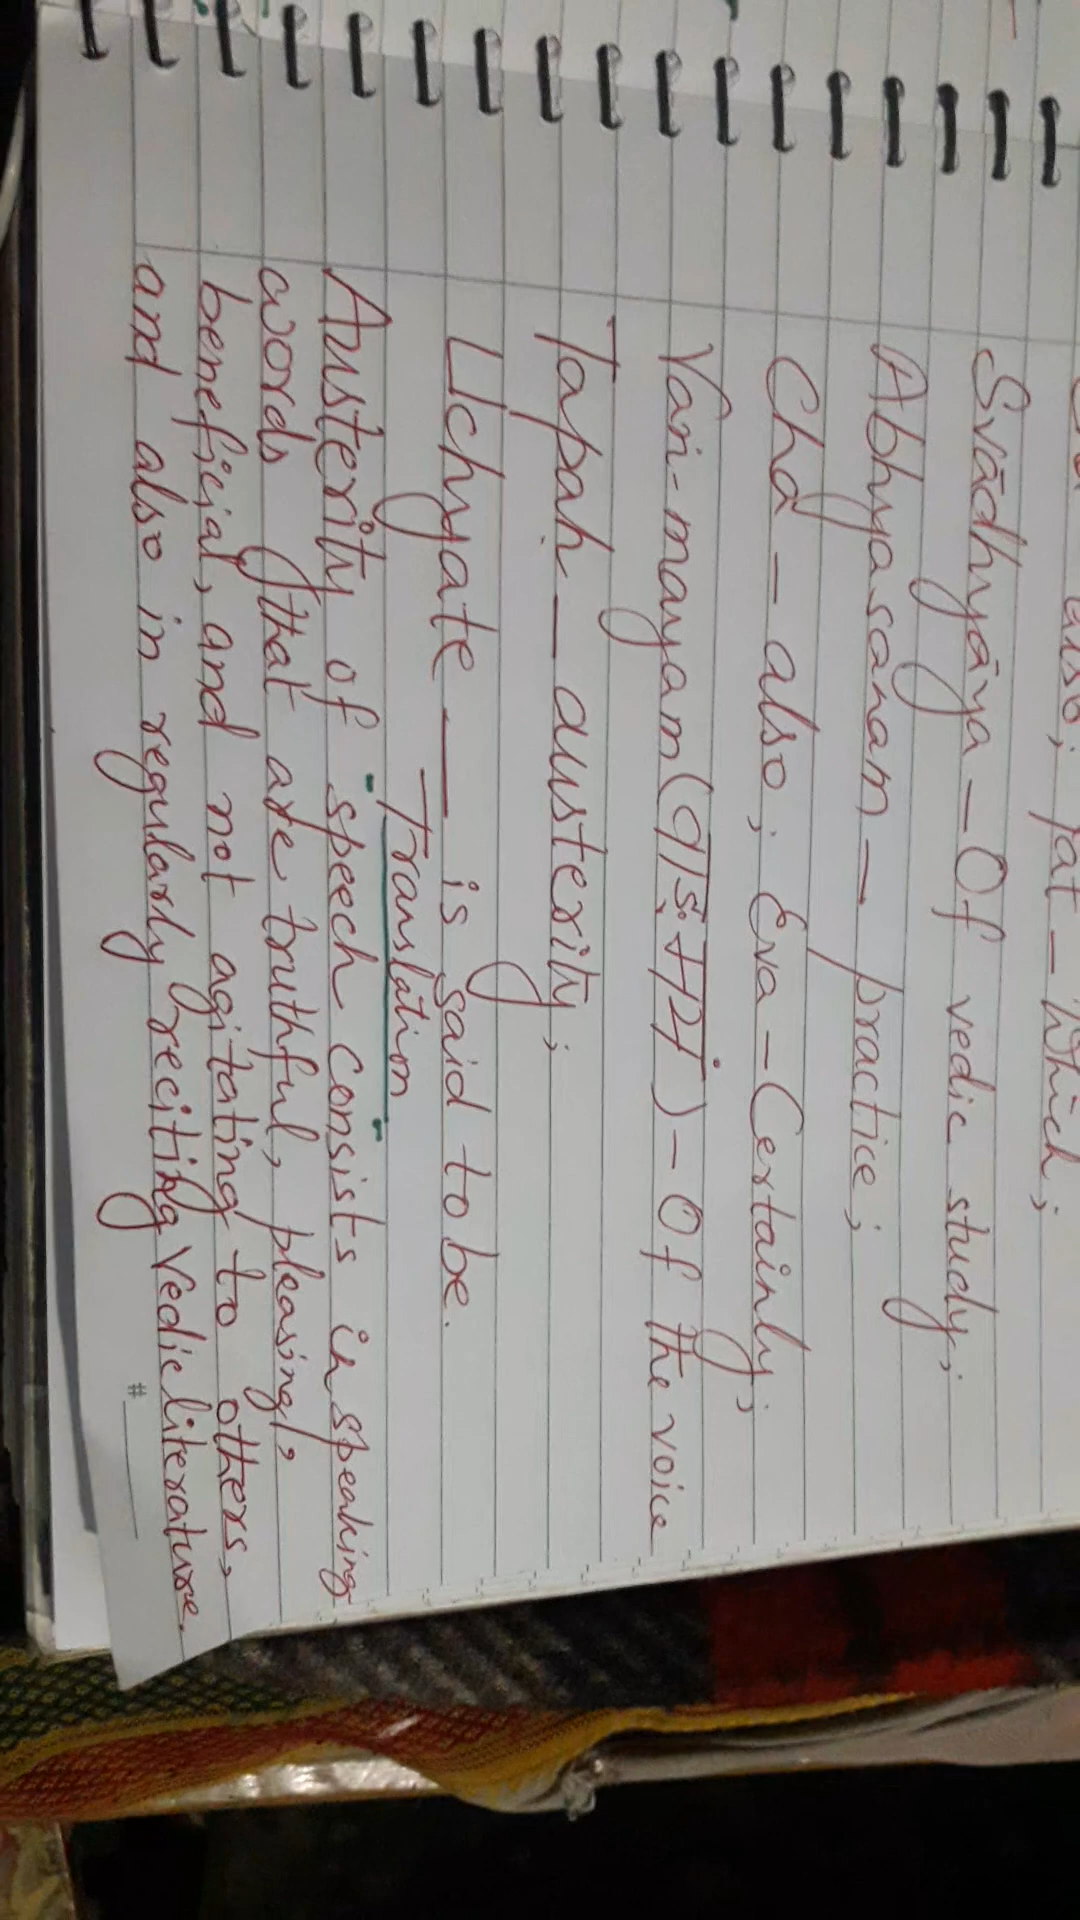 also; yat - which;
Svādhyāya - Of vedic study;
Abhyasanam - practice;
Cha - also; Eva - Certainly;
Van-mayam (वाङ्मयं) - Of the voice
Tapah - austerity;
Uchyate - is said to be.
Translation
Austerity of speech consists in speaking
words that are truthful, pleasing,
beneficial, and not agitating to others,
and also in regularly reciting Vedic literature.
#